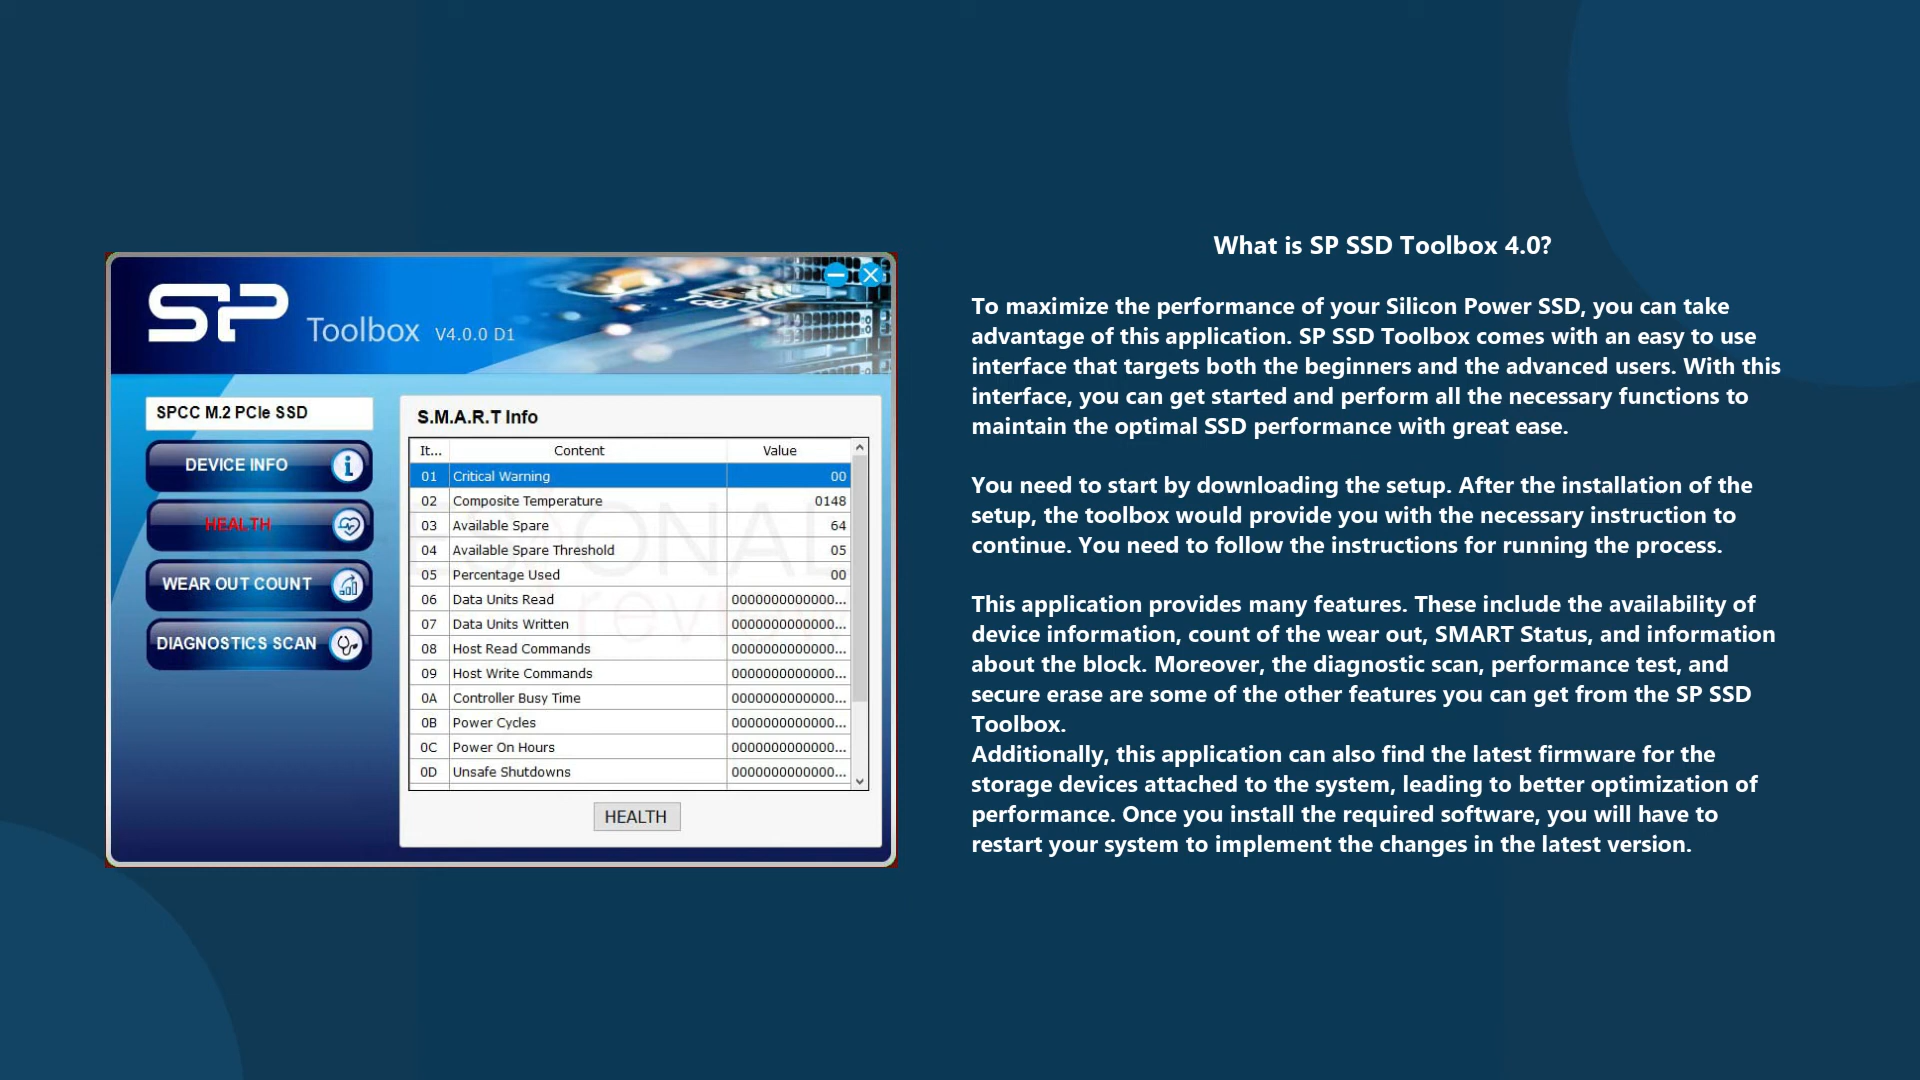 SP Toolbox V4.0.0 D1
SPCC M.2 PCIe SSD
DEVICE INFO
HEALTH
WEAR OUT COUNT
DIAGNOSTICS SCAN
S.M.A.R.T Info
It... Content Value
01 Critical Warning 00
02 Composite Temperature 0148
03 Available Spare 64
04 Available Spare Threshold 05
05 Percentage Used 00
06 Data Units Read 0000000000000...
07 Data Units Written 0000000000000...
08 Host Read Commands 0000000000000...
09 Host Write Commands 0000000000000...
0A Controller Busy Time 0000000000000...
0B Power Cycles 0000000000000...
0C Power On Hours 0000000000000...
0D Unsafe Shutdowns 0000000000000...
HEALTH
What is SP SSD Toolbox 4.0?
To maximize the performance of your Silicon Power SSD, you can take
advantage of this application. SP SSD Toolbox comes with an easy to use
interface that targets both the beginners and the advanced users. With this
interface, you can get started and perform all the necessary functions to
maintain the optimal SSD performance with great ease.
You need to start by downloading the setup. After the installation of the
setup, the toolbox would provide you with the necessary instruction to
continue. You need to follow the instructions for running the process.
This application provides many features. These include the availability of
device information, count of the wear out, SMART Status, and information
about the block. Moreover, the diagnostic scan, performance test, and
secure erase are some of the other features you can get from the SP SSD
Toolbox.
Additionally, this application can also find the latest firmware for the
storage devices attached to the system, leading to better optimization of
performance. Once you install the required software, you will have to
restart your system to implement the changes in the latest version.